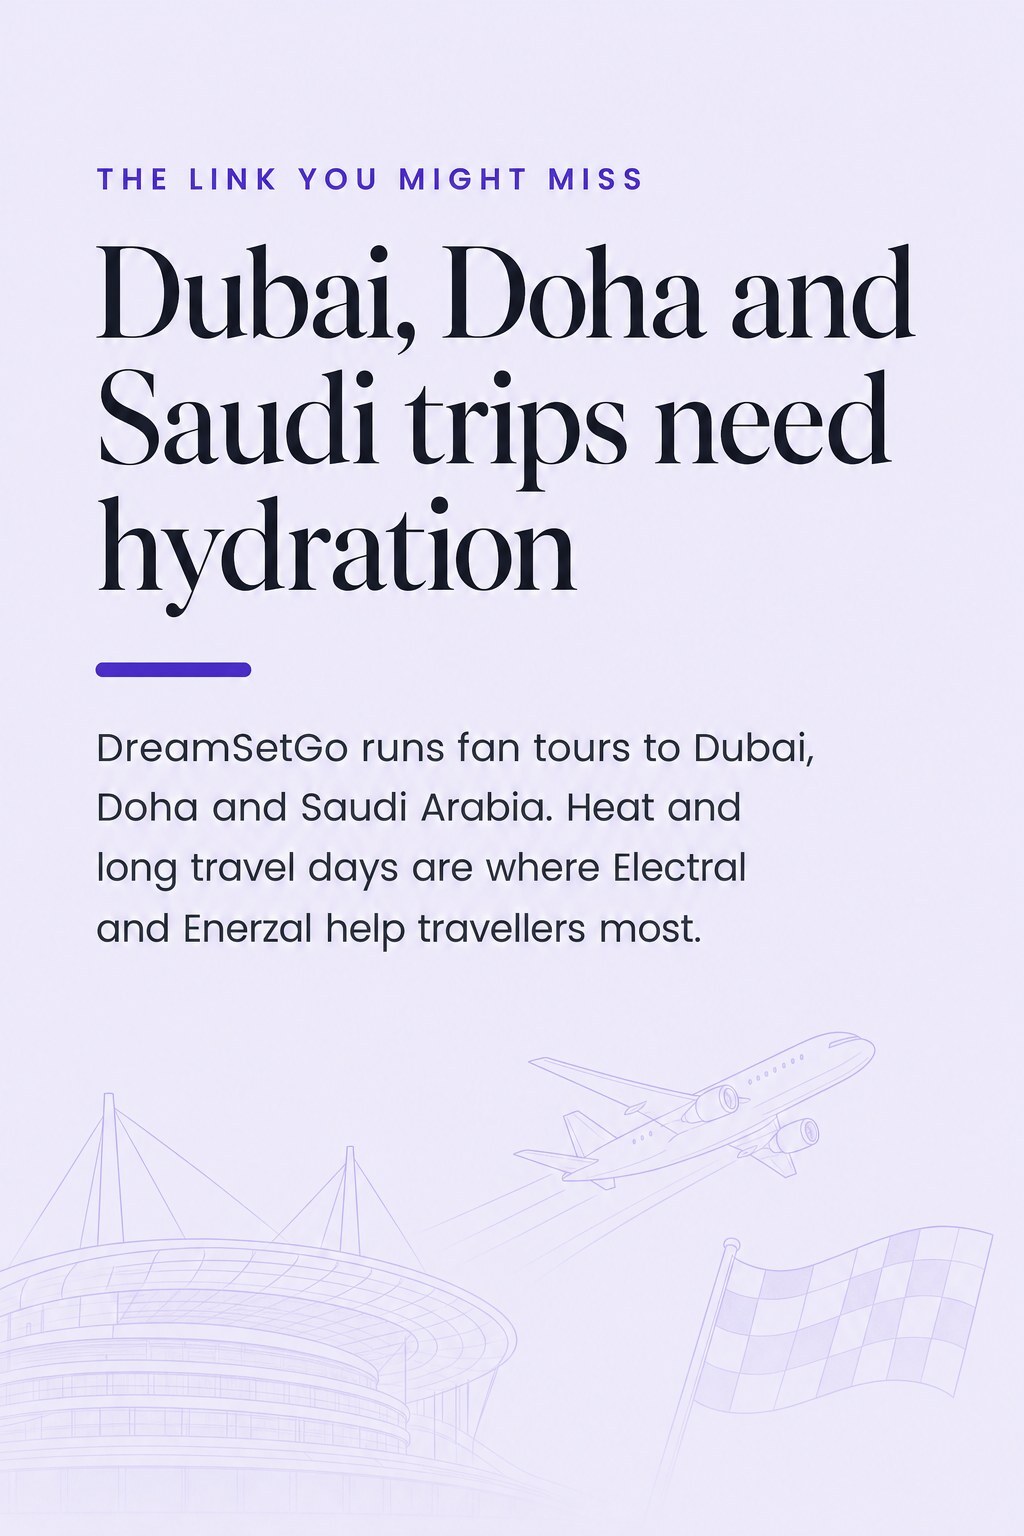 THE LINK YOU MIGHT MISS
Dubai, Doha and
Saudi trips need
hydration
DreamSetGo runs fan tours to Dubai,
Doha and Saudi Arabia. Heat and
long travel days are where Electral
and Enerzal help travellers most.